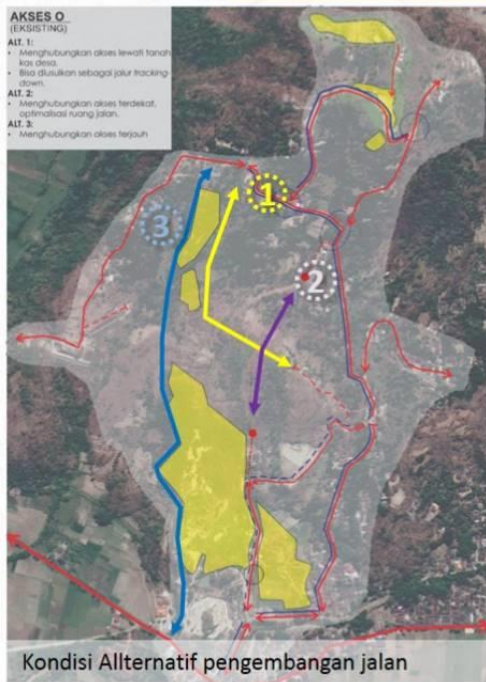 AKSES O
(EKSISTING)
ALT. 1:
• Menghubungkan akses lewati tanah
kas desa.
• Bisa diusulkan sebagai jalur tracking-
down.
ALT. 2:
• Menghubungkan akses terdekat,
optimalisasi ruang jalan.
ALT. 3:
• Menghubungkan akses terjauh
1
3
2
Kondisi Allternatif pengembangan jalan